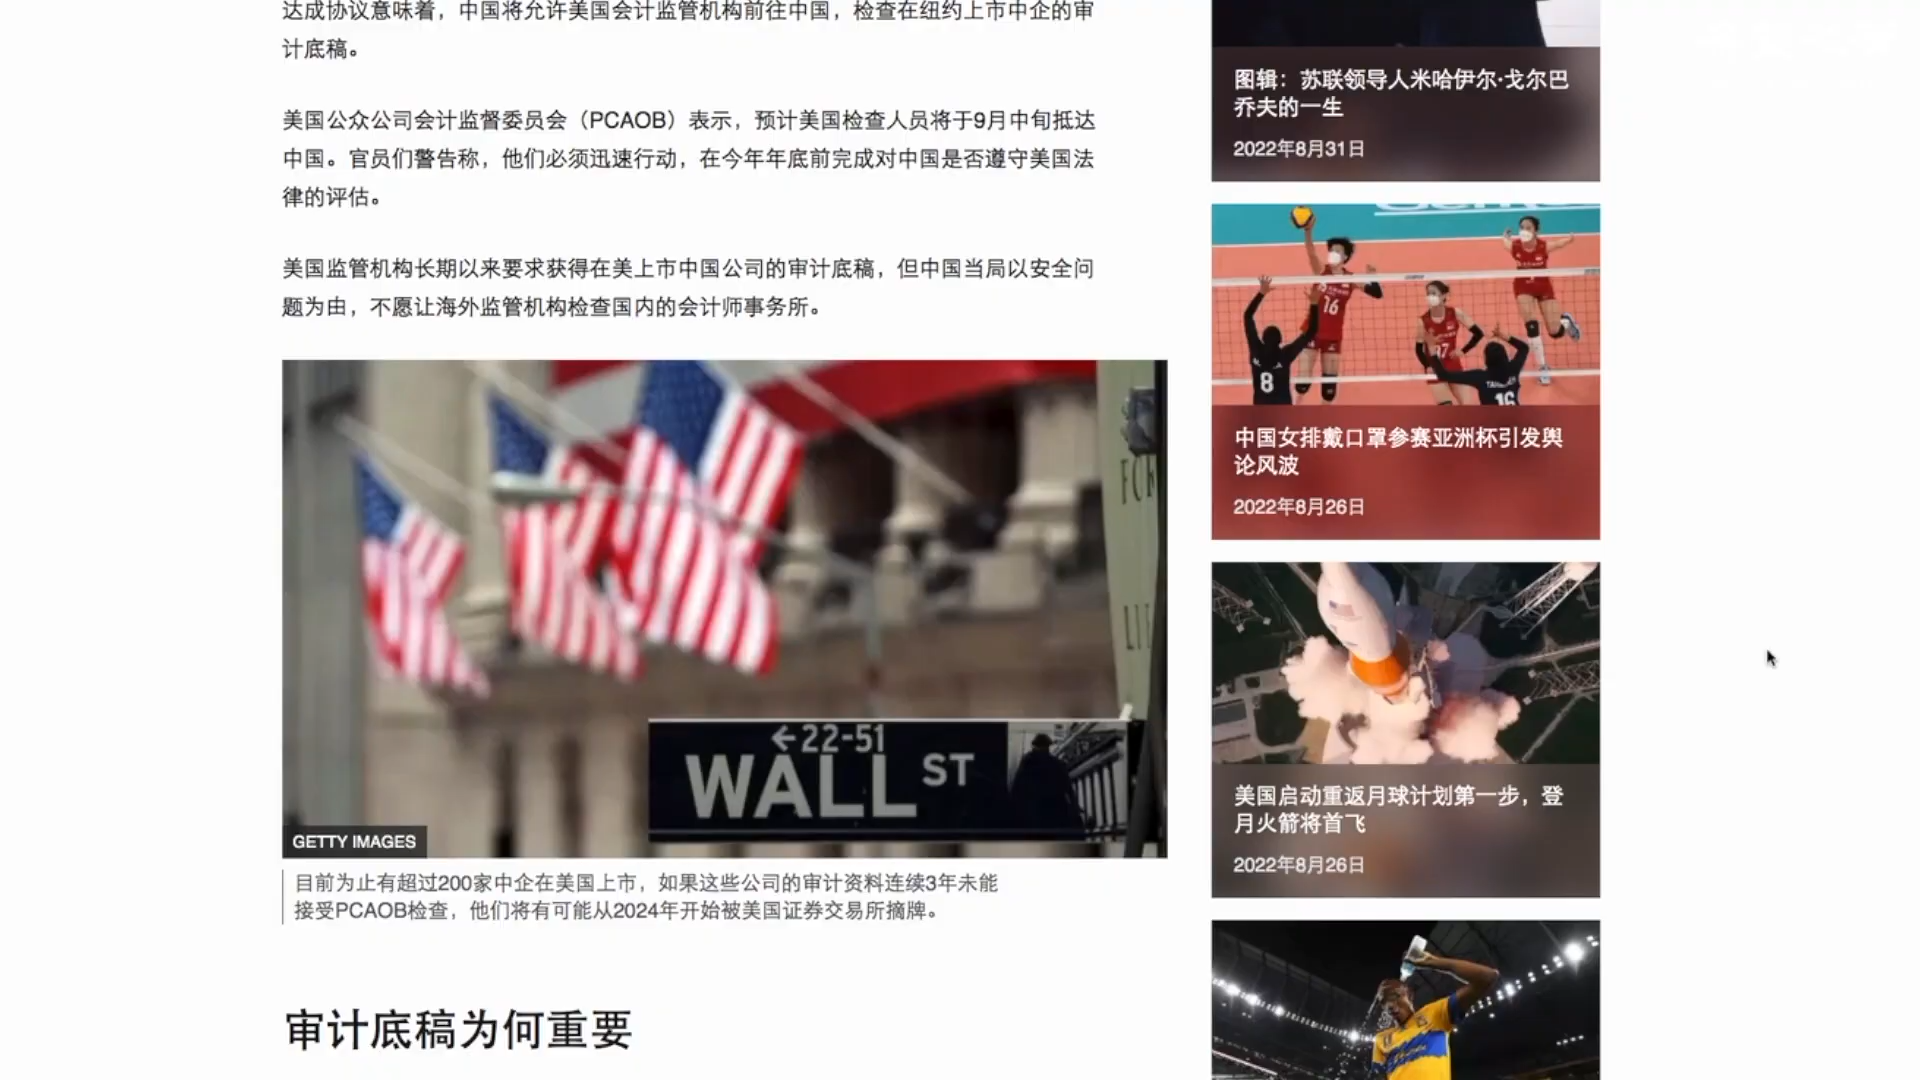 达成协议意味着，中国将允许美国会计监管机构前往中国，检查在纽约上市中企的审
计底稿。
美国公众公司会计监督委员会（PCAOB）表示，预计美国检查人员将于9月中旬抵达
中国。官员们警告称，他们必须迅速行动，在今年年底前完成对中国是否遵守美国法
律的评估。
美国监管机构长期以来要求获得在美上市中国公司的审计底稿，但中国当局以安全问
题为由，不愿让海外监管机构检查国内的会计师事务所。
←22-51
WALL ST
GETTY IMAGES
目前为止有超过200家中企在美国上市，如果这些公司的审计资料连续3年未能
接受PCAOB检查，他们将有可能从2024年开始被美国证券交易所摘牌。
审计底稿为何重要
图辑：苏联领导人米哈伊尔·戈尔巴
乔夫的一生
2022年8月31日
16
17
8
16
中国女排戴口罩参赛亚洲杯引发舆
论风波
2022年8月26日
美国启动重返月球计划第一步，登
月火箭将首飞
2022年8月26日